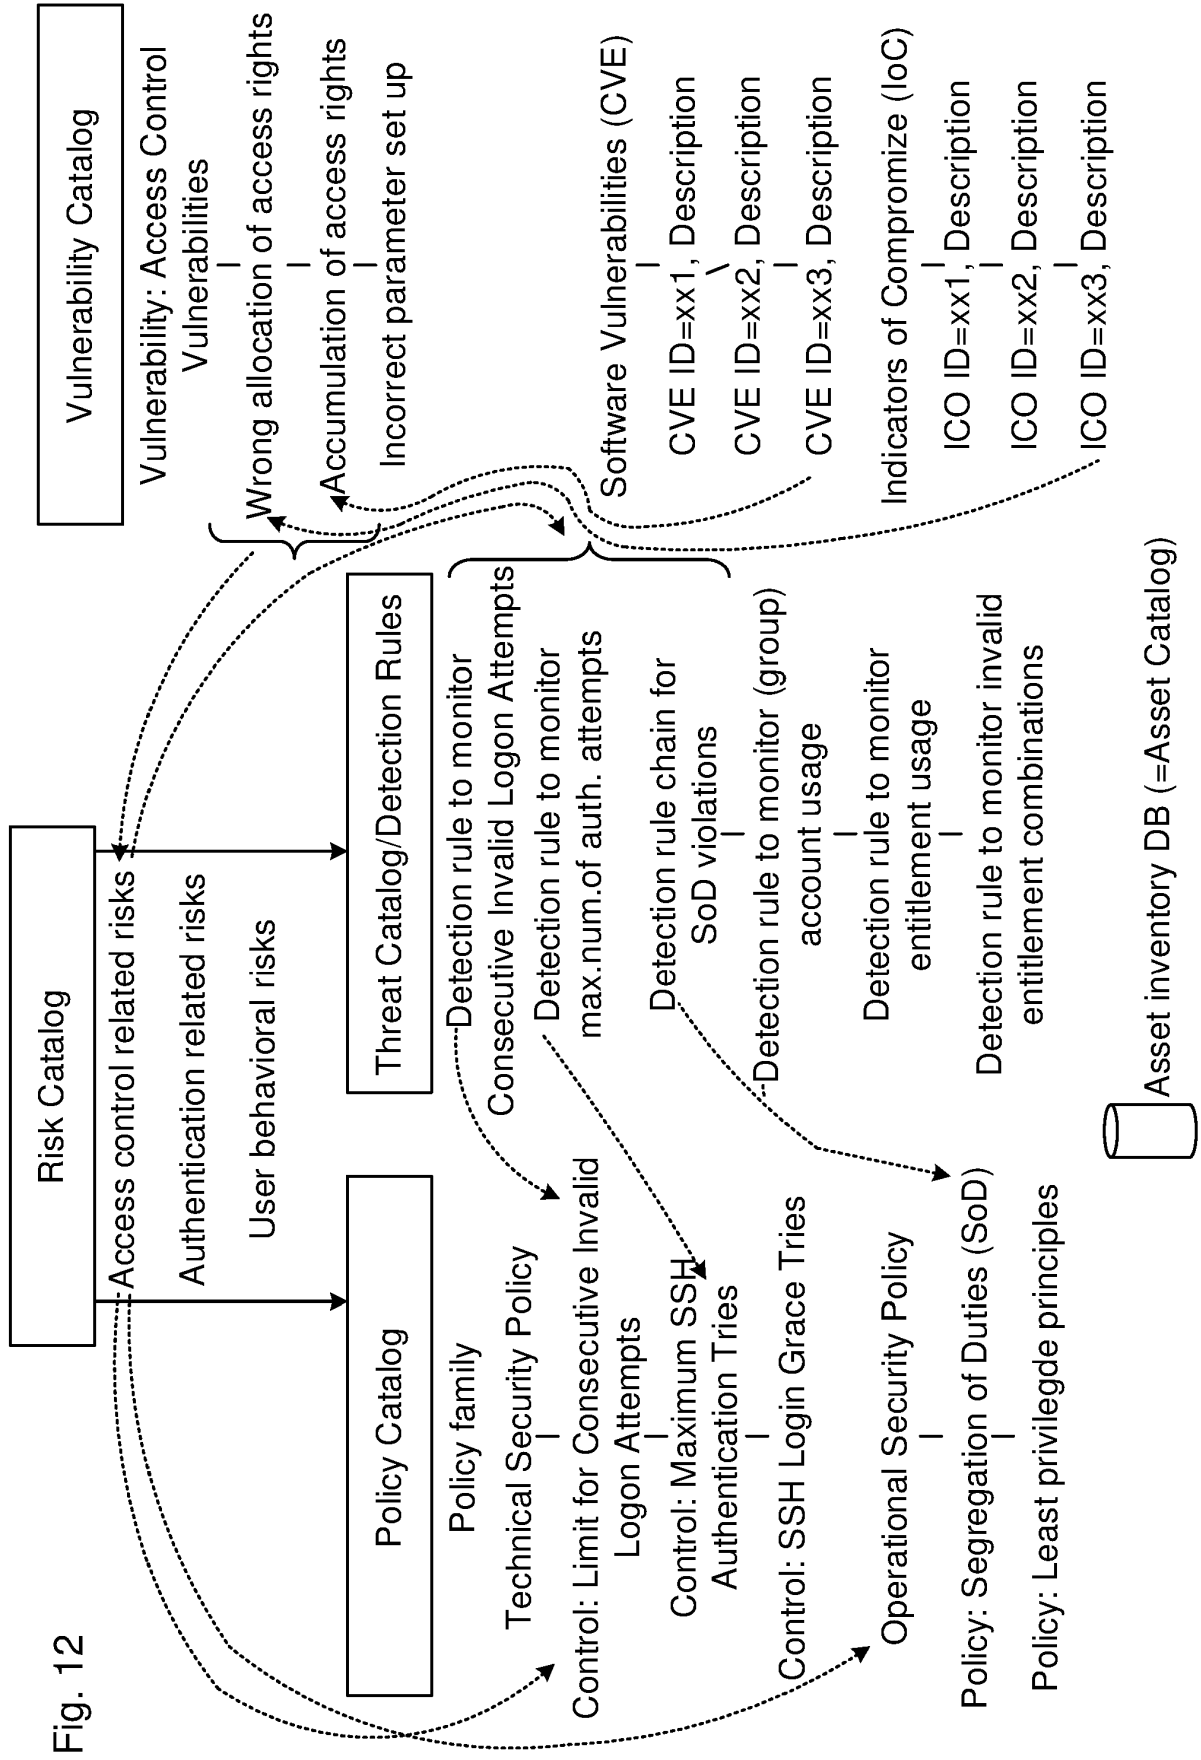 Fig. 12
Risk Catalog
Access control related risks
Authentication related risks
User behavioral risks
Policy Catalog
Policy family
Technical Security Policy
Control: Limit for Consecutive Invalid
Logon Attempts
Control: Maximum SSH
Authentication Tries
Control: SSH Login Grace Tries
Operational Security Policy
Policy: Segregation of Duties (SoD)
Policy: Least privilegde principles
Threat Catalog/Detection Rules
Detection rule to monitor
Consecutive Invalid Logon Attempts
Detection rule to monitor
max.num.of auth. attempts
Detection rule chain for
SoD violations
Detection rule to monitor (group)
account usage
Detection rule to monitor
entitlement usage
Detection rule to monitor invalid
entitlement combinations
Vulnerability Catalog
Vulnerability: Access Control
Vulnerabilities
Wrong allocation of access rights
Accumulation of access rights
Incorrect parameter set up
Software Vulnerabilities (CVE)
CVE ID=xx1, Description
CVE ID=xx2, Description
CVE ID=xx3, Description
Indicators of Compromize (IoC)
ICO ID=xx1, Description
ICO ID=xx2, Description
ICO ID=xx3, Description
Asset inventory DB (=Asset Catalog)